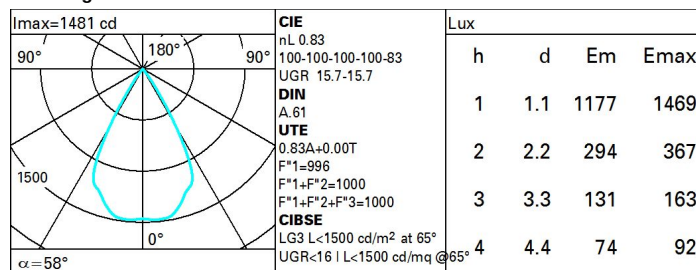 Imax=1481 cd
90° 180° 90°
1500
0°
α=58°
CIE
nL 0.83
100-100-100-100-83
UGR 15.7-15.7
DIN
A.61
UTE
0.83A+0.00T
F"1=996
F"1+F"2=1000
F"1+F"2+F"3=1000
CIBSE
LG3 L<1500 cd/m² at 65°
UGR<16 | L<1500 cd/mq @65°
Lux
h d Em Emax
1 1.1 1177 1469
2 2.2 294 367
3 3.3 131 163
4 4.4 74 92